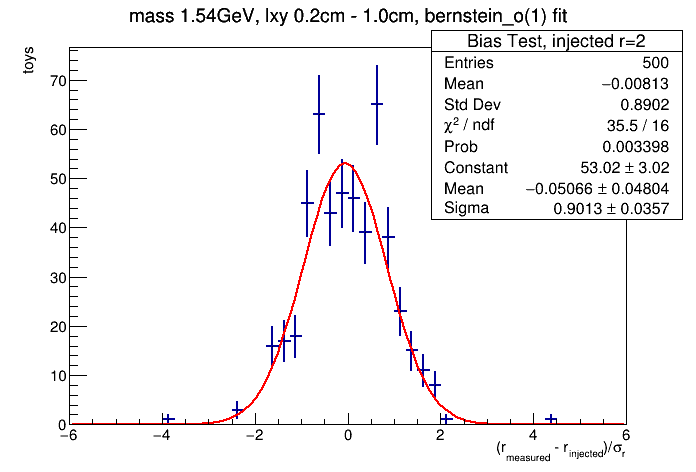 mass 1.54GeV, lxy 0.2cm - 1.0cm, bernstein_o(1) fit
Bias Test, injected r=2
Entries 500
Mean −0.00813
Std Dev 0.8902
χ² / ndf 35.5 / 16
Prob 0.003398
Constant 53.02 ± 3.02
Mean −0.05066 ± 0.04804
Sigma 0.9013 ± 0.0357
toys
70
60
50
40
30
20
10
0
−6 −4 −2 0 2 4 6
(r_measured - r_injected)/σ_r